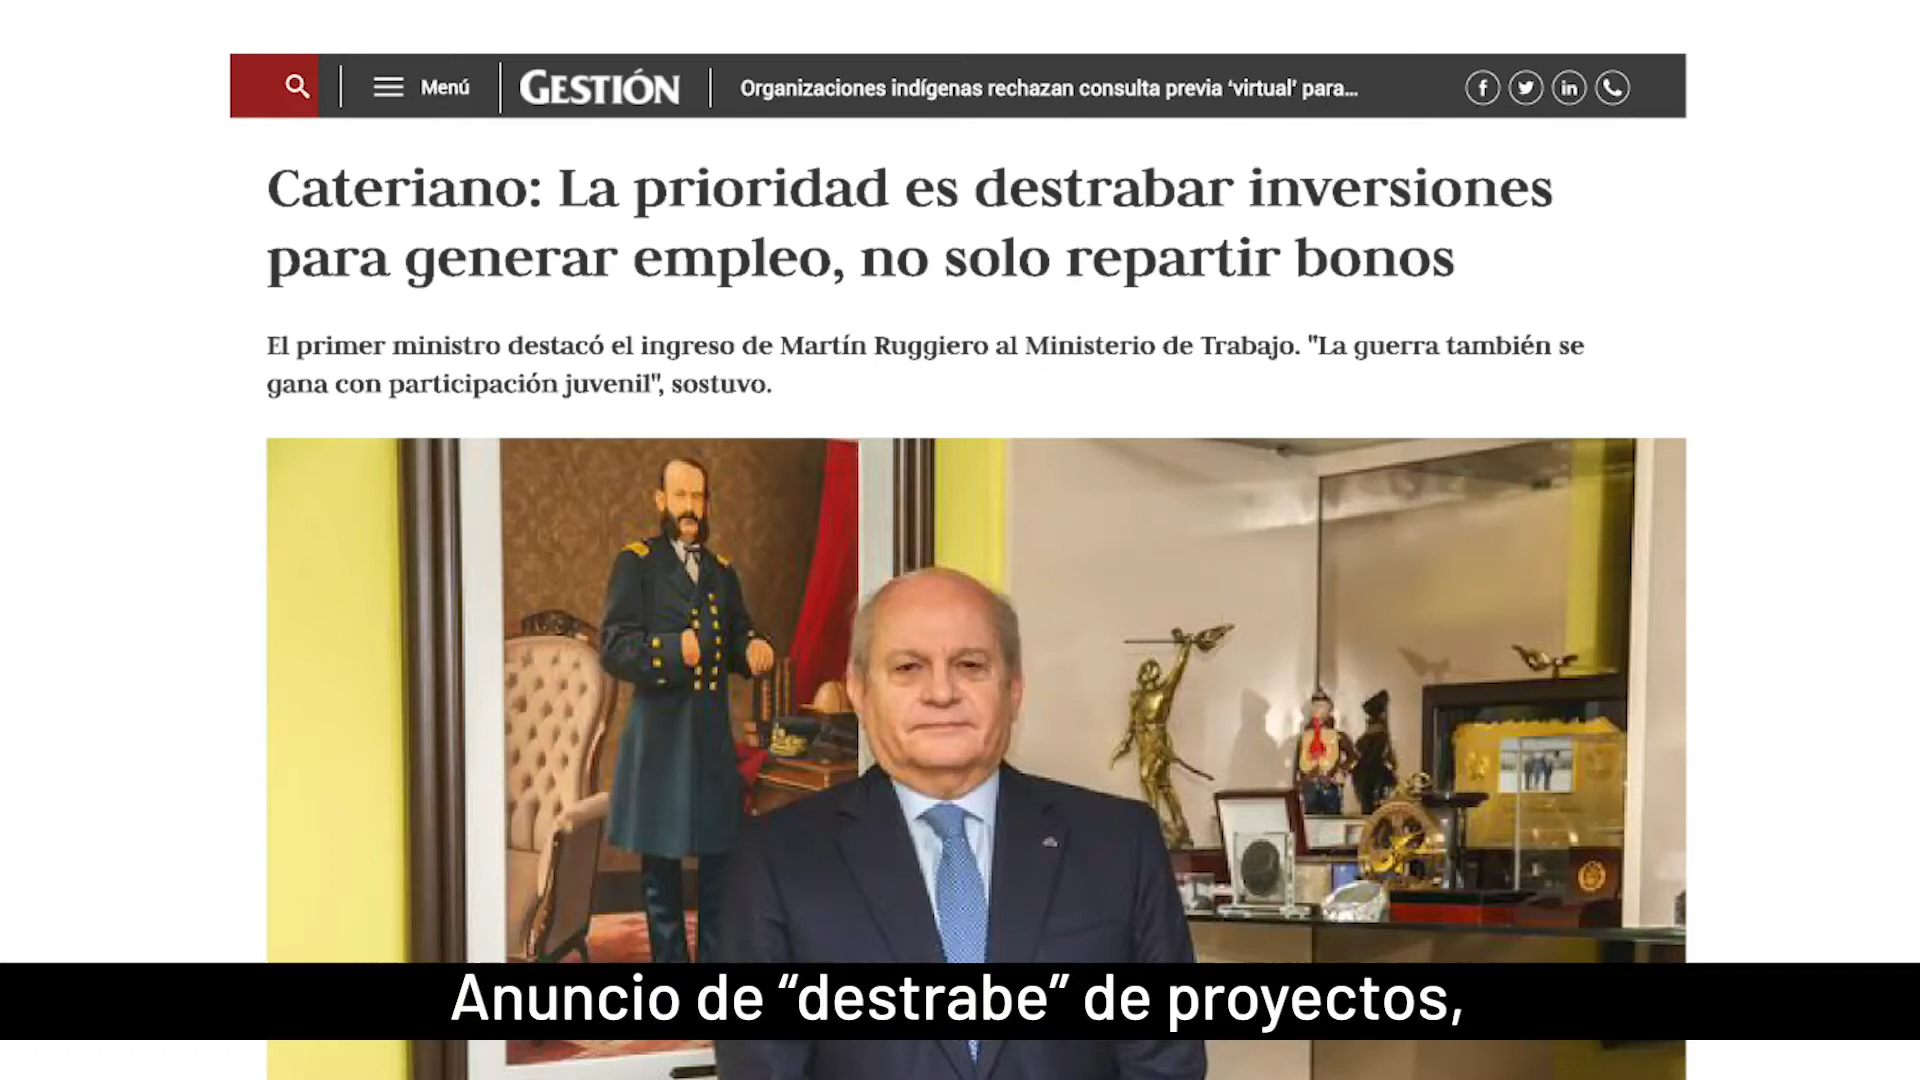 Menú
GESTIÓN
Organizaciones indígenas rechazan consulta previa ‘virtual’ para...
Cateriano: La prioridad es destrabar inversiones
para generar empleo, no solo repartir bonos
El primer ministro destacó el ingreso de Martín Ruggiero al Ministerio de Trabajo. "La guerra también se
gana con participación juvenil", sostuvo.
Anuncio de “destrabe” de proyectos,